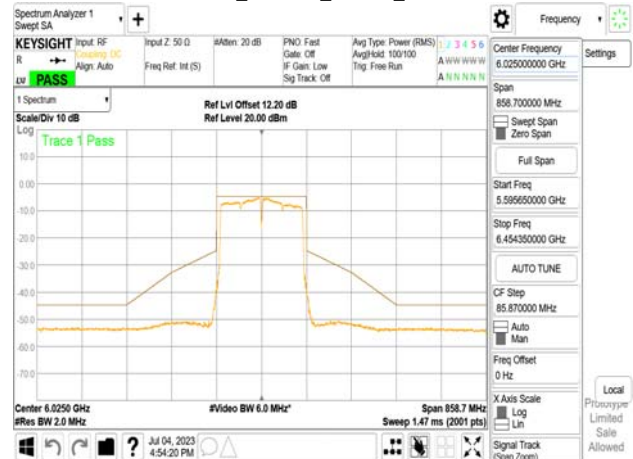 Spectrum Analyzer 1
Swept SA
+
Frequency
KEYSIGHT
Input: RF
Coupling: DC
Align: Auto
Input Z: 50 Ω
Freq Ref: Int (S)
#Atten: 20 dB
PNO: Fast
Gate: Off
IF Gain: Low
Sig Track: Off
Avg Type: Power (RMS)
Avg|Hold: 100/100
Trig: Free Run
1 2 3 4 5 6
A W W W W W
A N N N N N
R
LV PASS
1 Spectrum
Scale/Div 10 dB
Ref Lvl Offset 12.20 dB
Ref Level 20.00 dBm
Log
Trace 1 Pass
10.0
0.00
-10.0
-20.0
-30.0
-40.0
-50.0
-60.0
-70.0
Center 6.0250 GHz
#Res BW 2.0 MHz
#Video BW 6.0 MHz*
Span 858.7 MHz
Sweep 1.47 ms (2001 pts)
Jul 04, 2023
4:54:20 PM
?
Center Frequency
6.025000000 GHz
Settings
Span
858.700000 MHz
Swept Span
Zero Span
Full Span
Start Freq
5.595650000 GHz
Stop Freq
6.454350000 GHz
AUTO TUNE
CF Step
85.870000 MHz
Auto
Man
Freq Offset
0 Hz
X Axis Scale
Log
Lin
Signal Track
(Span Zoom)
Local
Prototype
Limited
Sale
Allowed